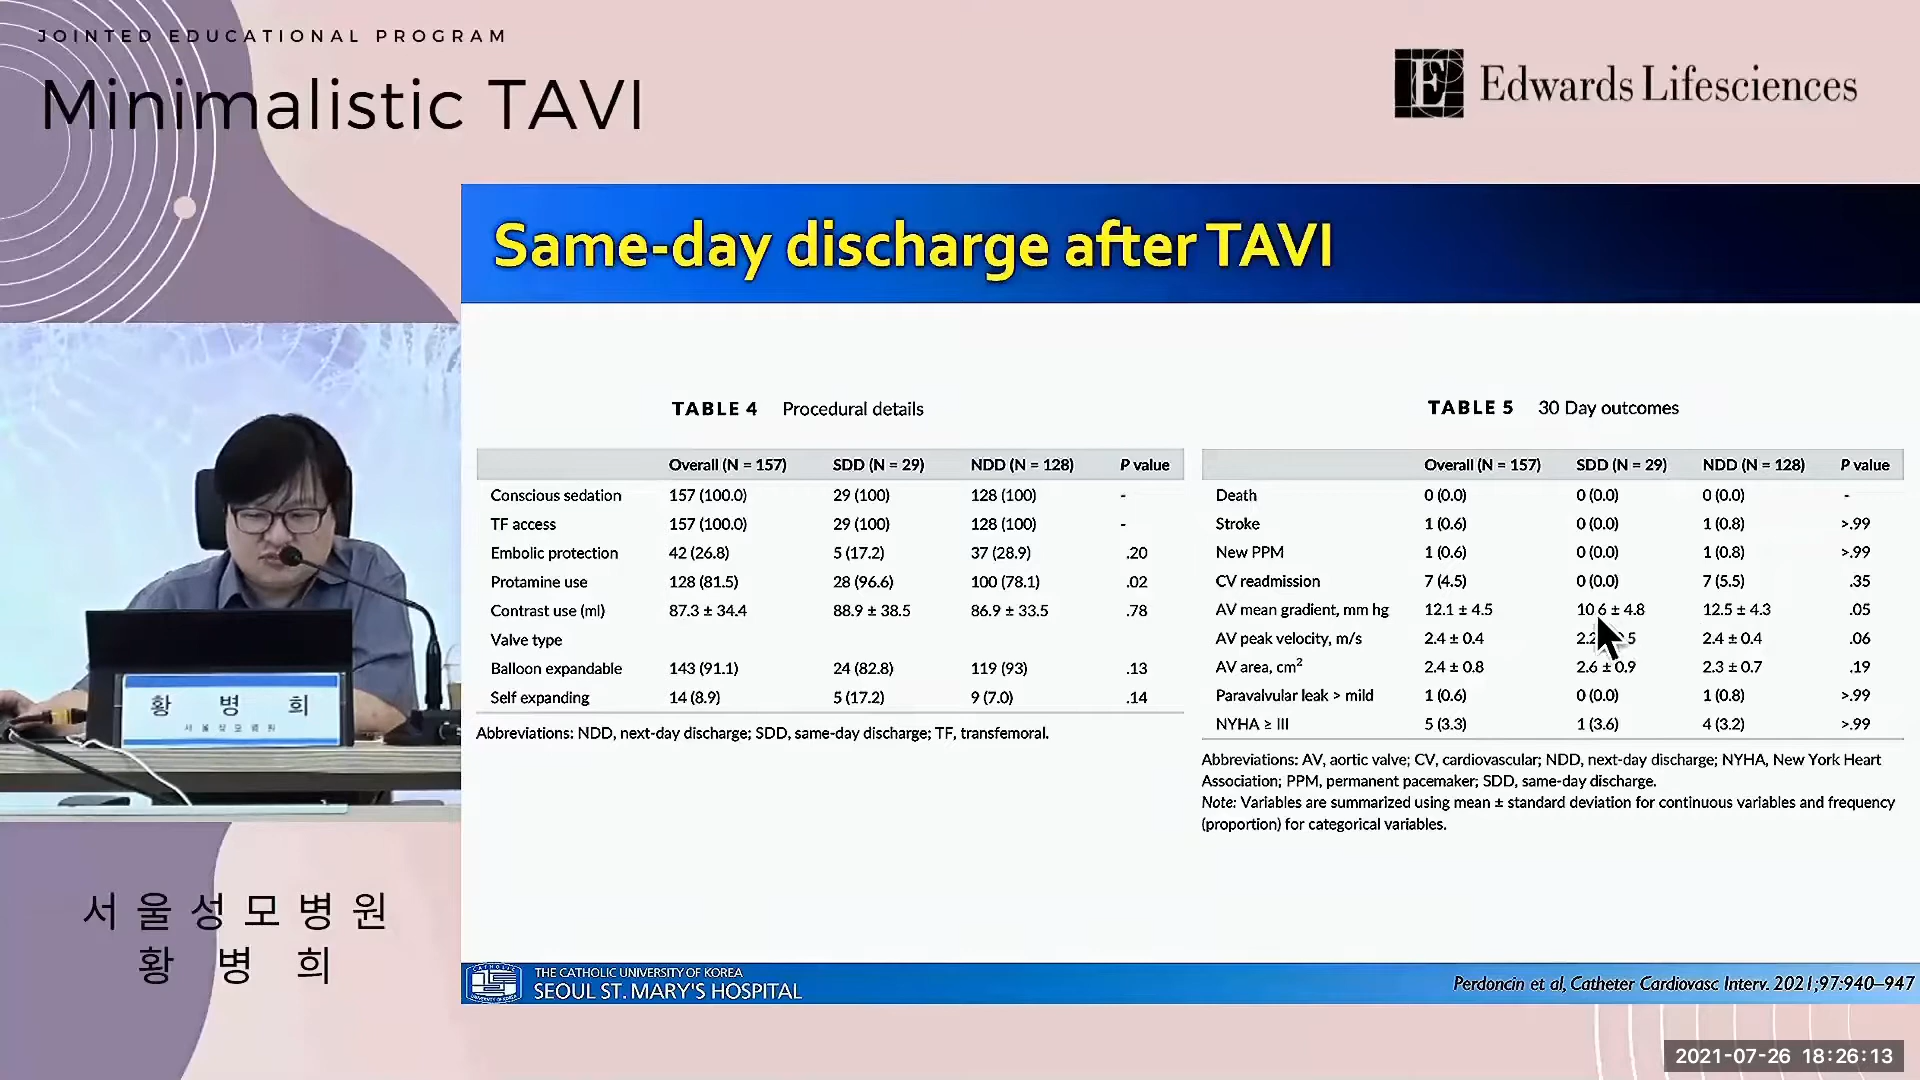 JOINTED EDUCATIONAL PROGRAM
Minimalistic TAVI
Edwards Lifesciences
Same-day discharge after TAVI
TABLE 4 Procedural details
Overall (N = 157) SDD (N = 29) NDD (N = 128) P value
Conscious sedation 157 (100.0) 29 (100) 128 (100) -
TF access 157 (100.0) 29 (100) 128 (100) -
Embolic protection 42 (26.8) 5 (17.2) 37 (28.9) .20
Protamine use 128 (81.5) 28 (96.6) 100 (78.1) .02
Contrast use (ml) 87.3 ± 34.4 88.9 ± 38.5 86.9 ± 33.5 .78
Valve type
Balloon expandable 143 (91.1) 24 (82.8) 119 (93) .13
Self expanding 14 (8.9) 5 (17.2) 9 (7.0) .14
Abbreviations: NDD, next-day discharge; SDD, same-day discharge; TF, transfemoral.
TABLE 5 30 Day outcomes
Overall (N = 157) SDD (N = 29) NDD (N = 128) P value
Death 0 (0.0) 0 (0.0) 0 (0.0) -
Stroke 1 (0.6) 0 (0.0) 1 (0.8) >.99
New PPM 1 (0.6) 0 (0.0) 1 (0.8) >.99
CV readmission 7 (4.5) 0 (0.0) 7 (5.5) .35
AV mean gradient, mm hg 12.1 ± 4.5 10.6 ± 4.8 12.5 ± 4.3 .05
AV peak velocity, m/s 2.4 ± 0.4 2.4 ± 0.4 .06
AV area, cm² 2.4 ± 0.8 2.6 ± 0.9 2.3 ± 0.7 .19
Paravalvular leak > mild 1 (0.6) 0 (0.0) 1 (0.8) >.99
NYHA ≥ III 5 (3.3) 1 (3.6) 4 (3.2) >.99
Abbreviations: AV, aortic valve; CV, cardiovascular; NDD, next-day discharge; NYHA, New York Heart
Association; PPM, permanent pacemaker; SDD, same-day discharge.
Note: Variables are summarized using mean ± standard deviation for continuous variables and frequency
(proportion) for categorical variables.
황 병 희
서울성모병원
서울성모병원
황 병 희
THE CATHOLIC UNIVERSITY OF KOREA
SEOUL ST. MARY'S HOSPITAL
Perdoncin et al, Catheter Cardiovasc Interv. 2021;97:940–947
2021-07-26 18:26:13